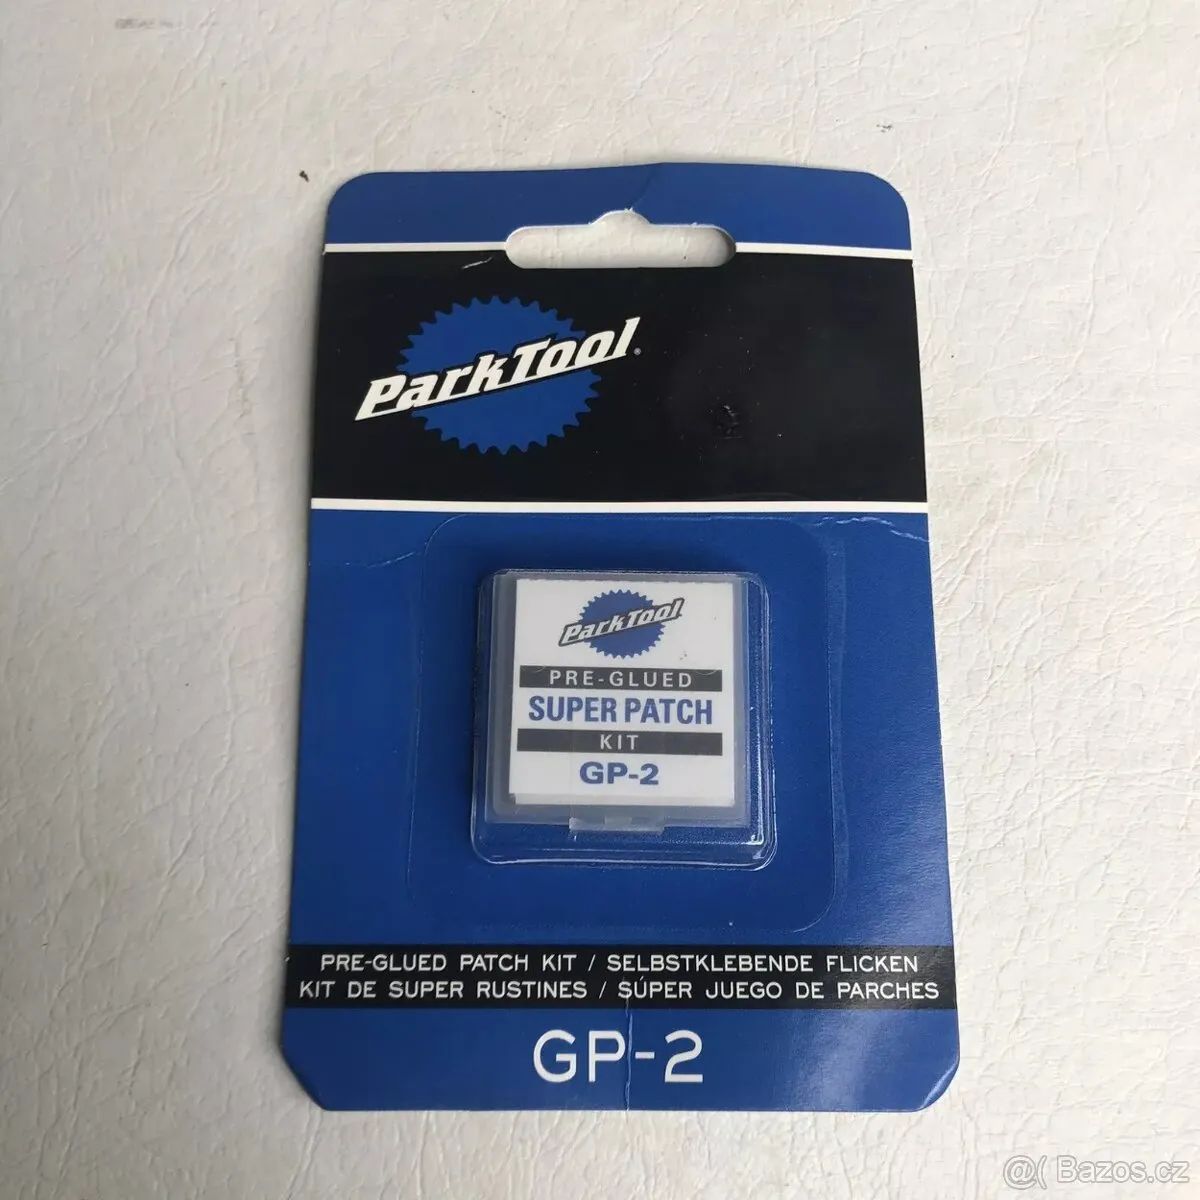 ParkTool®
ParkTool
PRE-GLUED
SUPER PATCH
KIT
GP-2
PRE-GLUED PATCH KIT / SELBSTKLEBENDE FLICKEN
KIT DE SUPER RUSTINES / SÚPER JUEGO DE PARCHES
GP-2
@( Bazos.cz